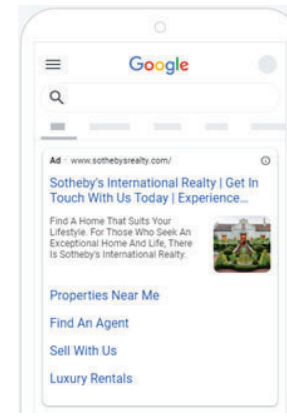 Google
Ad · www.sothebysrealty.com/
Sotheby's International Realty | Get In
Touch With Us Today | Experience...
Find A Home That Suits Your
Lifestyle. For Those Who Seek An
Exceptional Home And Life, There
Is Sotheby's International Realty.
Properties Near Me
Find An Agent
Sell With Us
Luxury Rentals